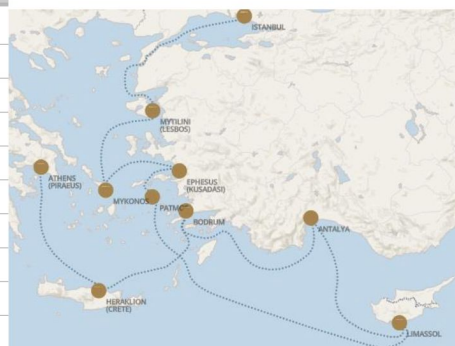 ISTANBUL
MYTILINI
(LESBOS)
ATHENS
(PIRAEUS)
EPHESUS
(KUSADASI)
MYKONOS
PATMOS
BODRUM
ANTALYA
HERAKLION
(CRETE)
LIMASSOL